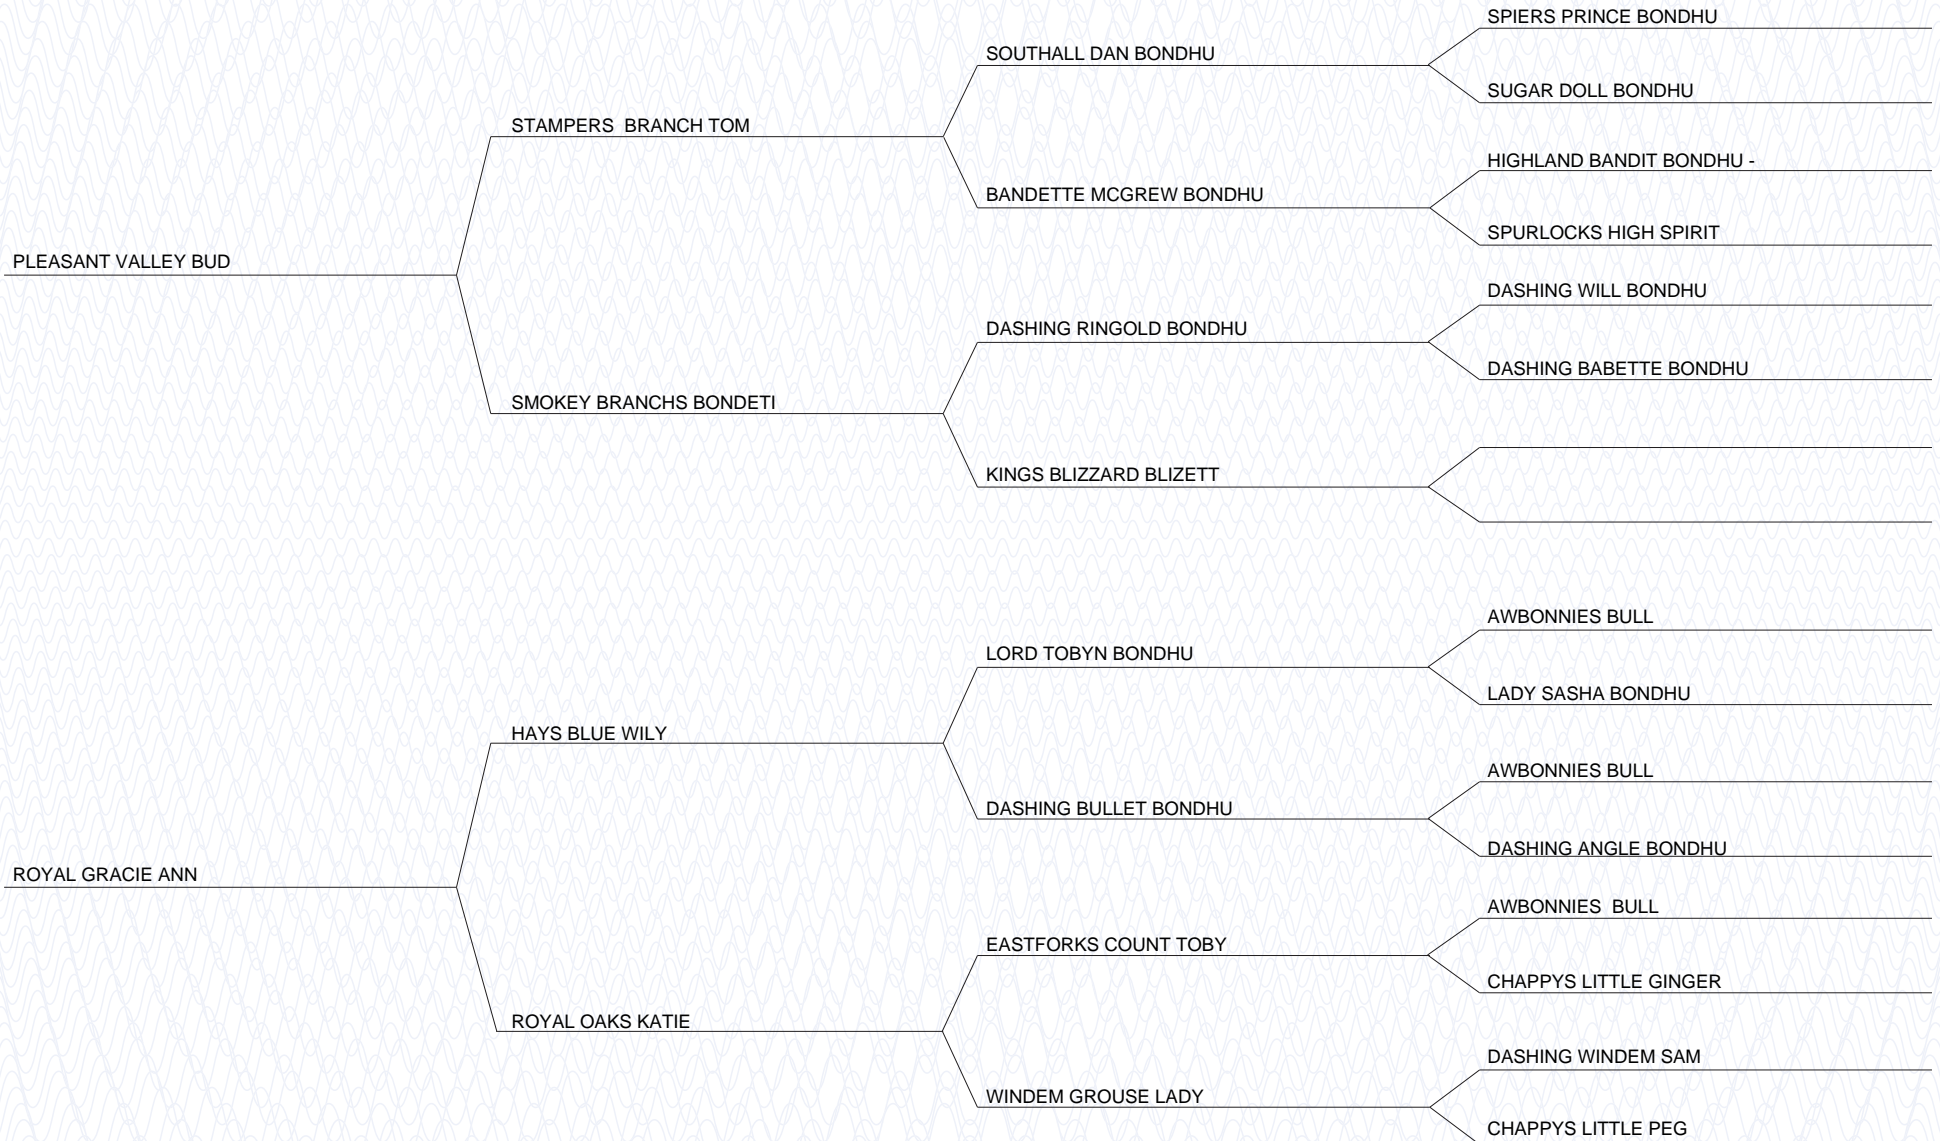 SPIERS PRINCE BONDHU
SOUTHALL DAN BONDHU
SUGAR DOLL BONDHU
STAMPERS  BRANCH TOM
HIGHLAND BANDIT BONDHU -
BANDETTE MCGREW BONDHU
SPURLOCKS HIGH SPIRIT
PLEASANT VALLEY BUD
DASHING WILL BONDHU
DASHING RINGOLD BONDHU
DASHING BABETTE BONDHU
SMOKEY BRANCHS BONDETI
KINGS BLIZZARD BLIZETT
AWBONNIES BULL
LORD TOBYN BONDHU
LADY SASHA BONDHU
HAYS BLUE WILY
AWBONNIES BULL
DASHING BULLET BONDHU
DASHING ANGLE BONDHU
ROYAL GRACIE ANN
AWBONNIES  BULL
EASTFORKS COUNT TOBY
CHAPPYS LITTLE GINGER
ROYAL OAKS KATIE
DASHING WINDEM SAM
WINDEM GROUSE LADY
CHAPPYS LITTLE PEG